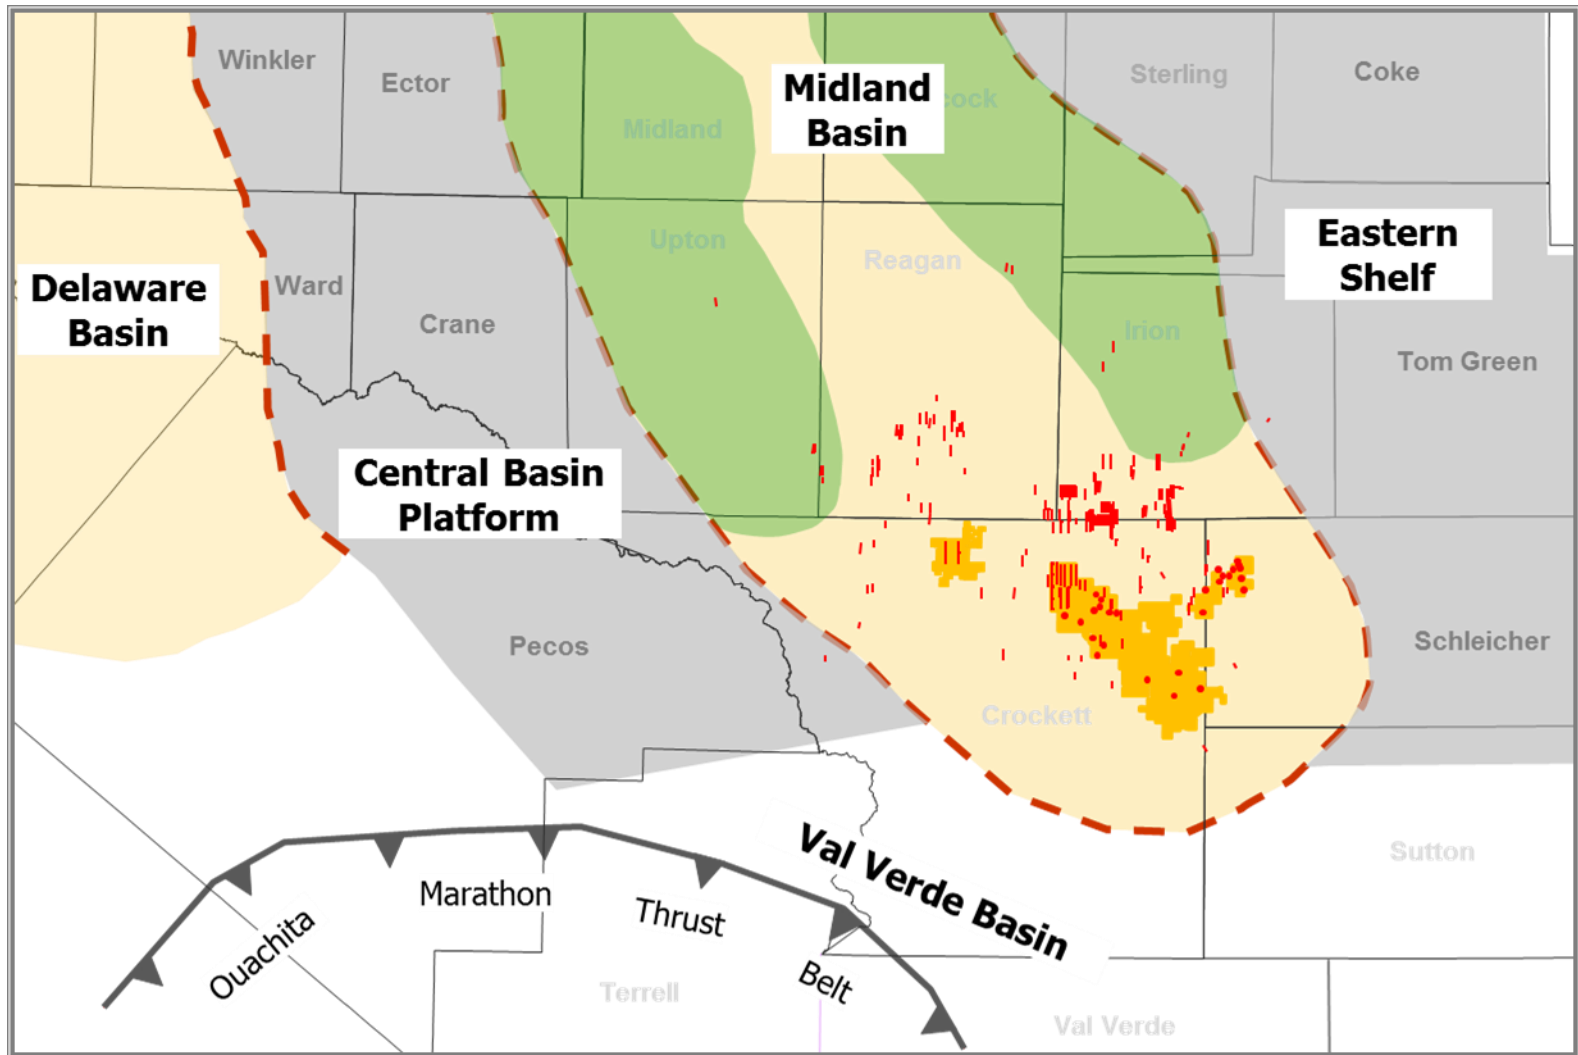 Winkler
Ector
Midland
Midland
Basin
cock
Sterling
Coke
Upton
Reagan
Eastern
Shelf
Delaware
Basin
Ward
Crane
Irion
Tom Green
Central Basin
Platform
Pecos
Crockett
Schleicher
Val Verde Basin
Sutton
Ouachita
Marathon
Thrust
Belt
Terrell
Val Verde